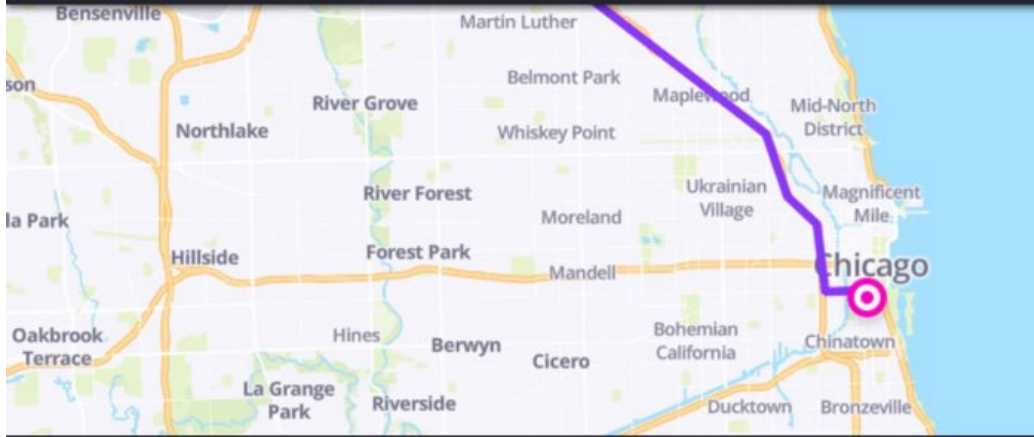 Bensenville
Martin Luther
son
Belmont Park
Maplewood
River Grove
Mid-North
District
Northlake
Whiskey Point
River Forest
Ukrainian
Village
Magnificent
Mile
la Park
Moreland
Hillside
Forest Park
Mandell
Chicago
Oakbrook
Terrace
Hines
Berwyn
Cicero
Bohemian
California
Chinatown
La Grange
Park
Riverside
Ducktown
Bronzeville